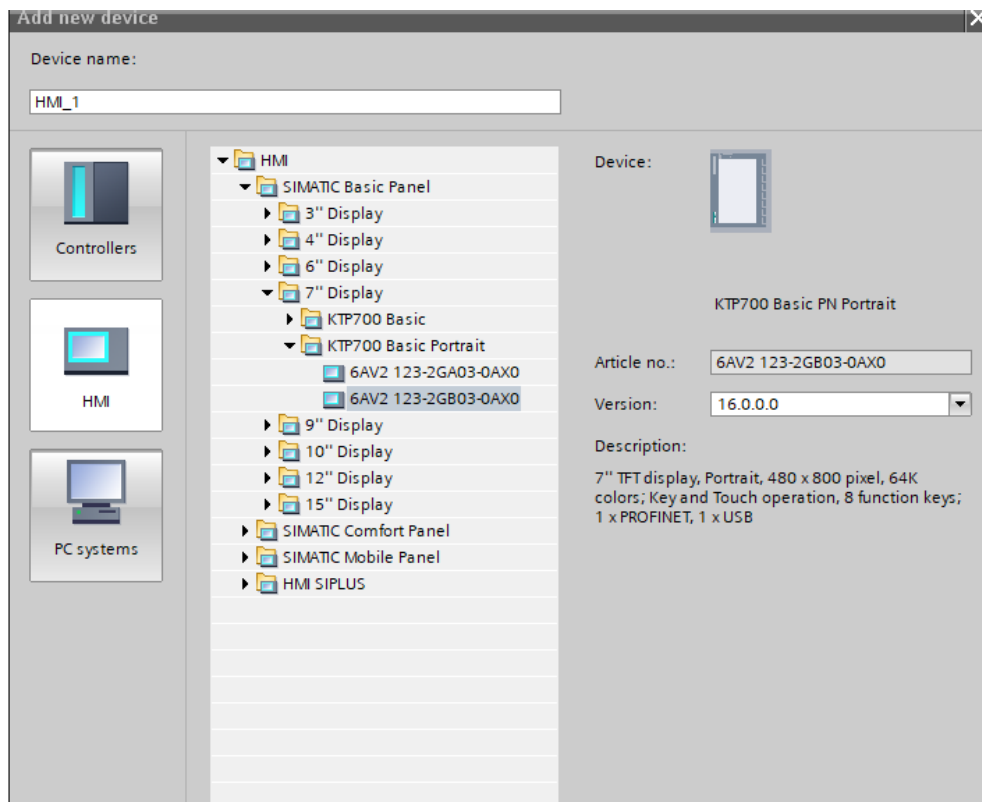 Add new device
Device name:
HMI_1
Controllers
HMI
PC systems
HMI
SIMATIC Basic Panel
3'' Display
4'' Display
6'' Display
7'' Display
KTP700 Basic
KTP700 Basic Portrait
6AV2 123-2GA03-0AX0
6AV2 123-2GB03-0AX0
9'' Display
10'' Display
12'' Display
15'' Display
SIMATIC Comfort Panel
SIMATIC Mobile Panel
HMI SIPLUS
Device:
KTP700 Basic PN Portrait
Article no.: 6AV2 123-2GB03-0AX0
Version: 16.0.0.0
Description:
7'' TFT display, Portrait, 480 x 800 pixel, 64K
colors; Key and Touch operation, 8 function keys;
1 x PROFINET, 1 x USB